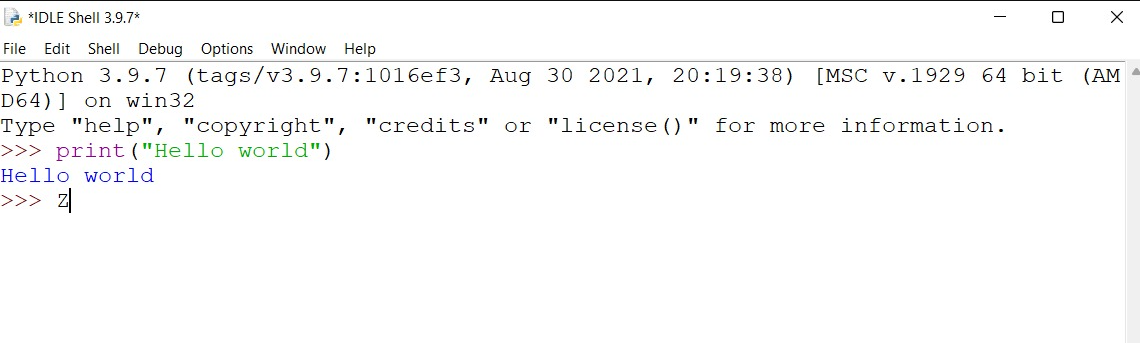 *IDLE Shell 3.9.7*
File Edit Shell Debug Options Window Help
Python 3.9.7 (tags/v3.9.7:1016ef3, Aug 30 2021, 20:19:38) [MSC v.1929 64 bit (AM
D64)] on win32
Type "help", "copyright", "credits" or "license()" for more information.
>>> print("Hello world")
Hello world
>>> Z